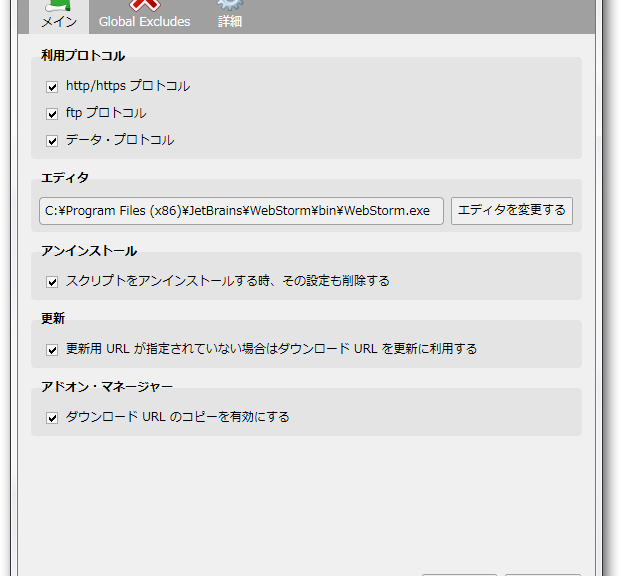 メイン
Global Excludes
詳細
利用プロトコル
http/https プロトコル
ftp プロトコル
データ・プロトコル
エディタ
C:¥Program Files (x86)¥JetBrains¥WebStorm¥bin¥WebStorm.exe
エディタを変更する
アンインストール
スクリプトをアンインストールする時、その設定も削除する
更新
更新用 URL が指定されていない場合はダウンロード URL を更新に利用する
アドオン・マネージャー
ダウンロード URL のコピーを有効にする